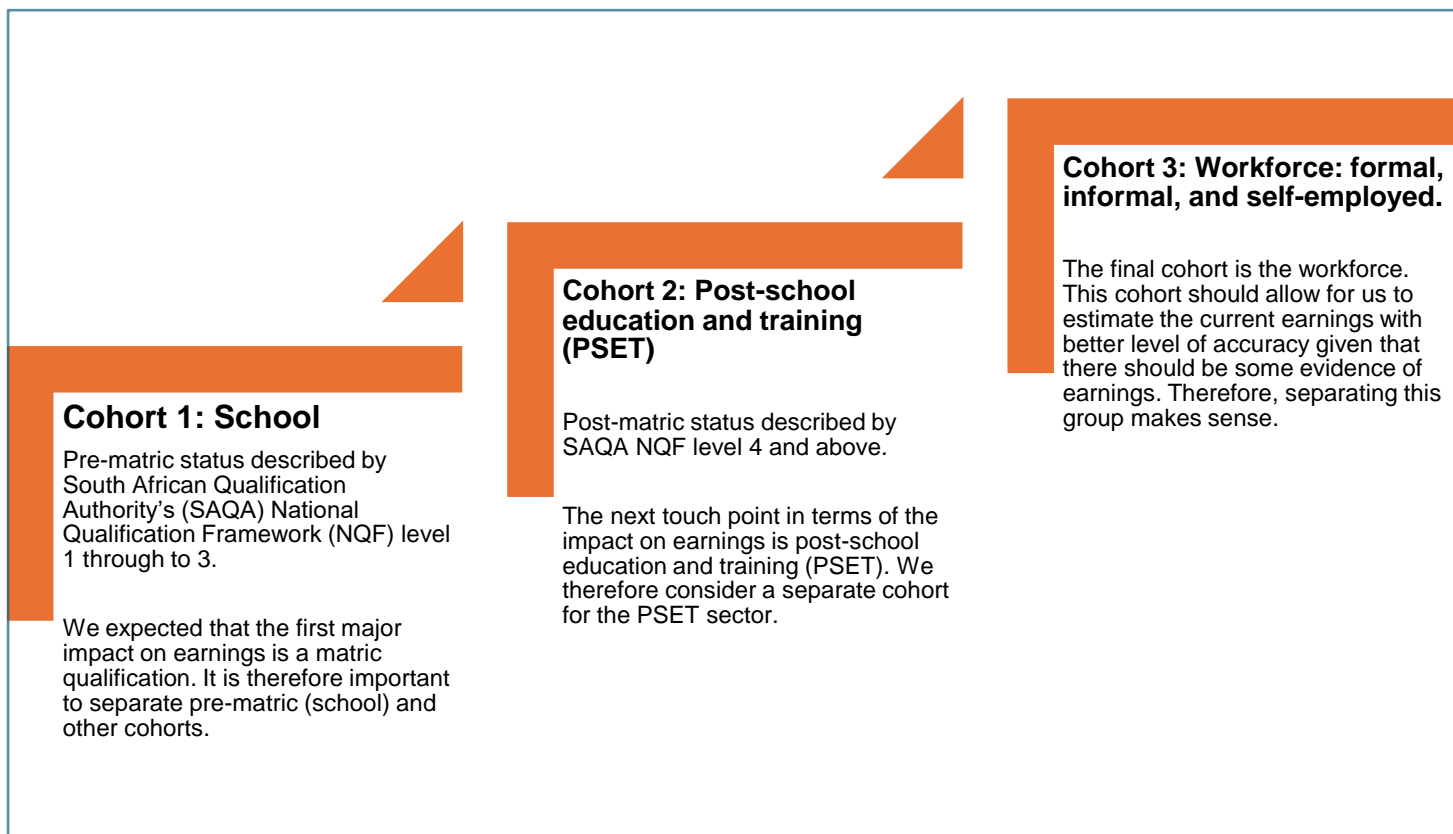 Cohort 1: School
Pre-matric status described by
South African Qualification
Authority's (SAQA) National
Qualification Framework (NQF) level
1 through to 3.
We expected that the first major
impact on earnings is a matric
qualification. It is therefore important
to separate pre-matric (school) and
other cohorts.
Cohort 2: Post-school
education and training
(PSET)
Post-matric status described by
SAQA NQF level 4 and above.
The next touch point in terms of the
impact on earnings is post-school
education and training (PSET). We
therefore consider a separate cohort
for the PSET sector.
Cohort 3: Workforce: formal,
informal, and self-employed.
The final cohort is the workforce.
This cohort should allow for us to
estimate the current earnings with
better level of accuracy given that
there should be some evidence of
earnings. Therefore, separating this
group makes sense.